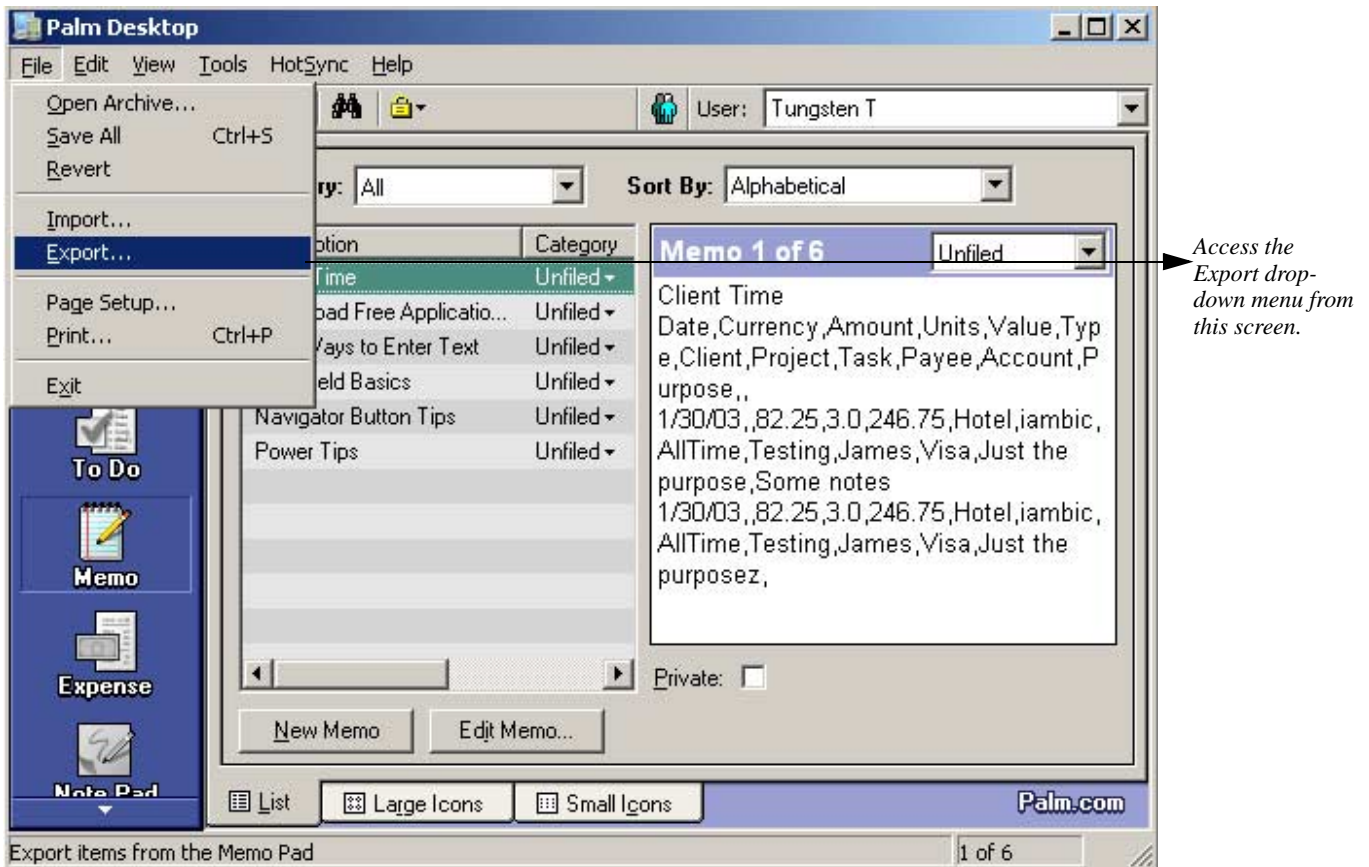 Palm Desktop
File Edit View Tools HotSync Help
Open Archive...
Save All Ctrl+S
Revert
Import...
Export...
Page Setup...
Print... Ctrl+P
Exit
User: Tungsten T
ry: All
Sort By: Alphabetical
ption Category
Time Unfiled
oad Free Applicatio... Unfiled
Ways to Enter Text Unfiled
eld Basics Unfiled
Navigator Button Tips Unfiled
Power Tips Unfiled
Memo 1 of 6 Unfiled
Client Time
Date,Currency,Amount,Units,Value,Typ
e,Client,Project,Task,Payee,Account,P
urpose,,
1/30/03,,82.25,3.0,246.75,Hotel,iambic,
AllTime,Testing,James,Visa,Just the
purpose,Some notes
1/30/03,,82.25,3.0,246.75,Hotel,iambic,
AllTime,Testing,James,Visa,Just the
purposez,
Private:
To Do
Memo
Expense
Note Pad
New Memo Edit Memo...
List Large Icons Small Icons Palm.com
Export items from the Memo Pad 1 of 6
Access the
Export drop-
down menu from
this screen.